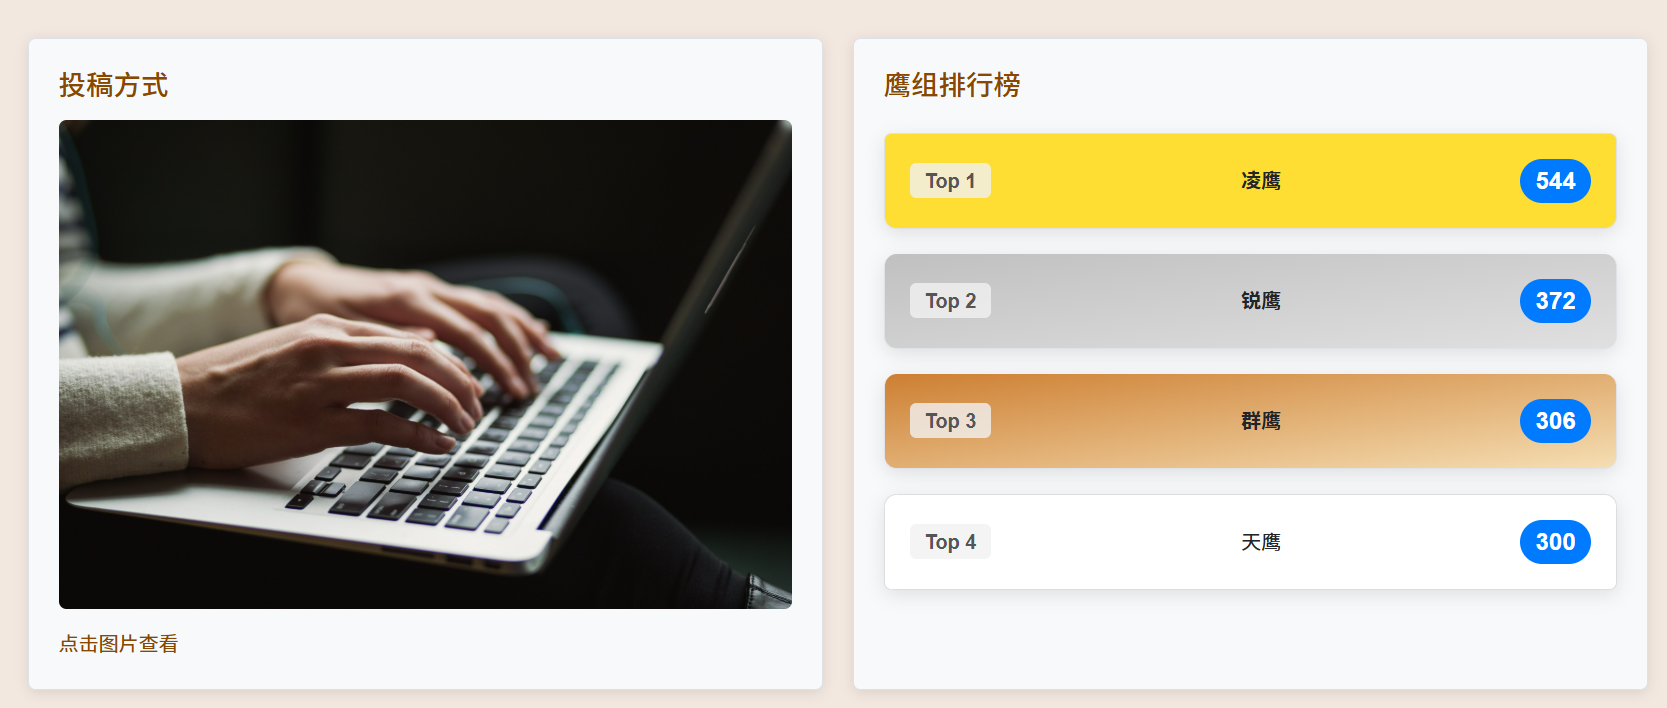 投稿方式
点击图片查看
鹰组排行榜
Top 1 凌鹰 544
Top 2 锐鹰 372
Top 3 群鹰 306
Top 4 天鹰 300